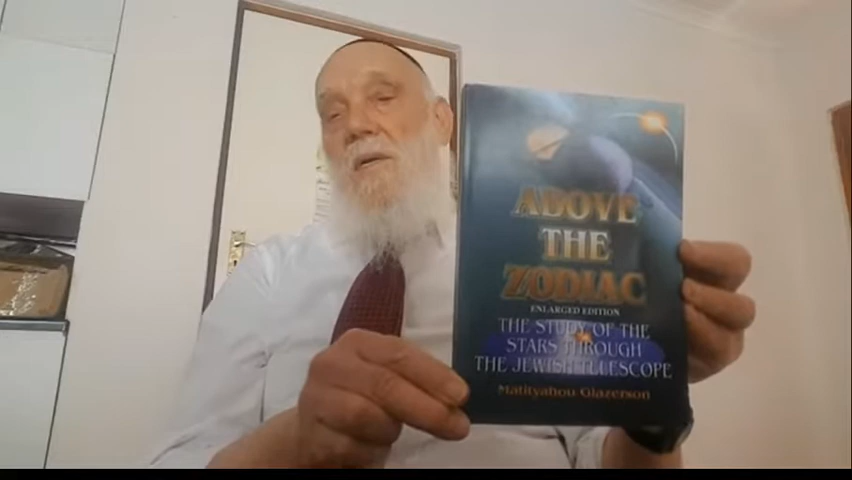 ABOVE
THE
ZODIAC
ENLARGED EDITION
THE STUDY OF THE
STARS THROUGH
THE JEWISH TELESCOPE
Matityahou Glazerson